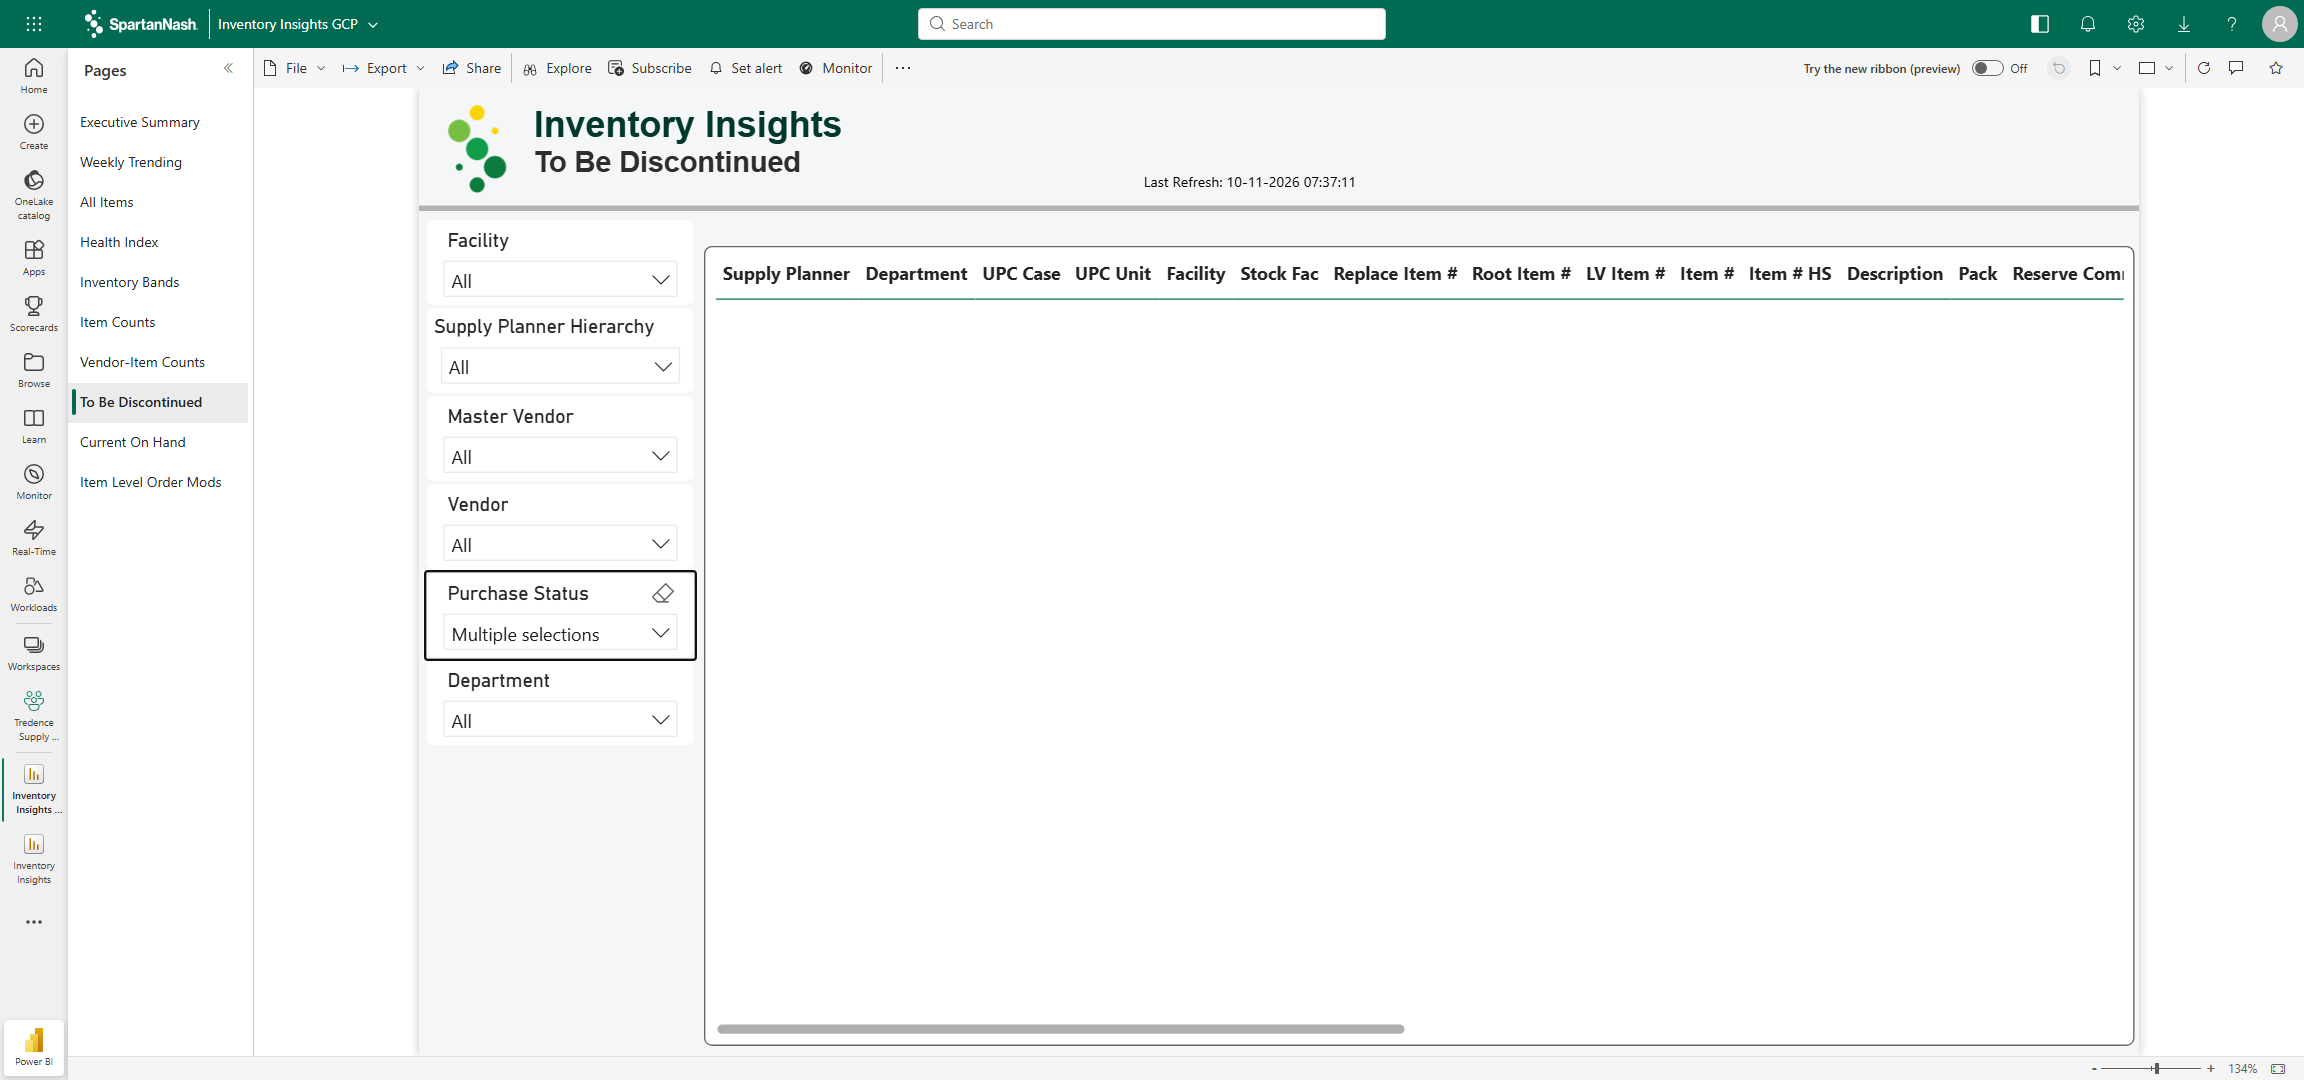 SpartanNash
Inventory Insights GCP
Search
Home
Create
OneLake
catalog
Apps
Scorecards
Browse
Learn
Monitor
Real-Time
Workloads
Workspaces
Tredence
Supply ...
Inventory
Insights ...
Inventory
Insights
Power BI
Pages
Executive Summary
Weekly Trending
All Items
Health Index
Inventory Bands
Item Counts
Vendor-Item Counts
To Be Discontinued
Current On Hand
Item Level Order Mods
File Export Share Explore Subscribe Set alert Monitor ...
Try the new ribbon (preview) Off
Inventory Insights
To Be Discontinued
Last Refresh: 10-11-2026 07:37:11
Facility
All
Supply Planner Hierarchy
All
Master Vendor
All
Vendor
All
Purchase Status
Multiple selections
Department
All
Supply Planner Department UPC Case UPC Unit Facility Stock Fac Replace Item # Root Item # LV Item # Item # Item # HS Description Pack Reserve Com
- + 134%